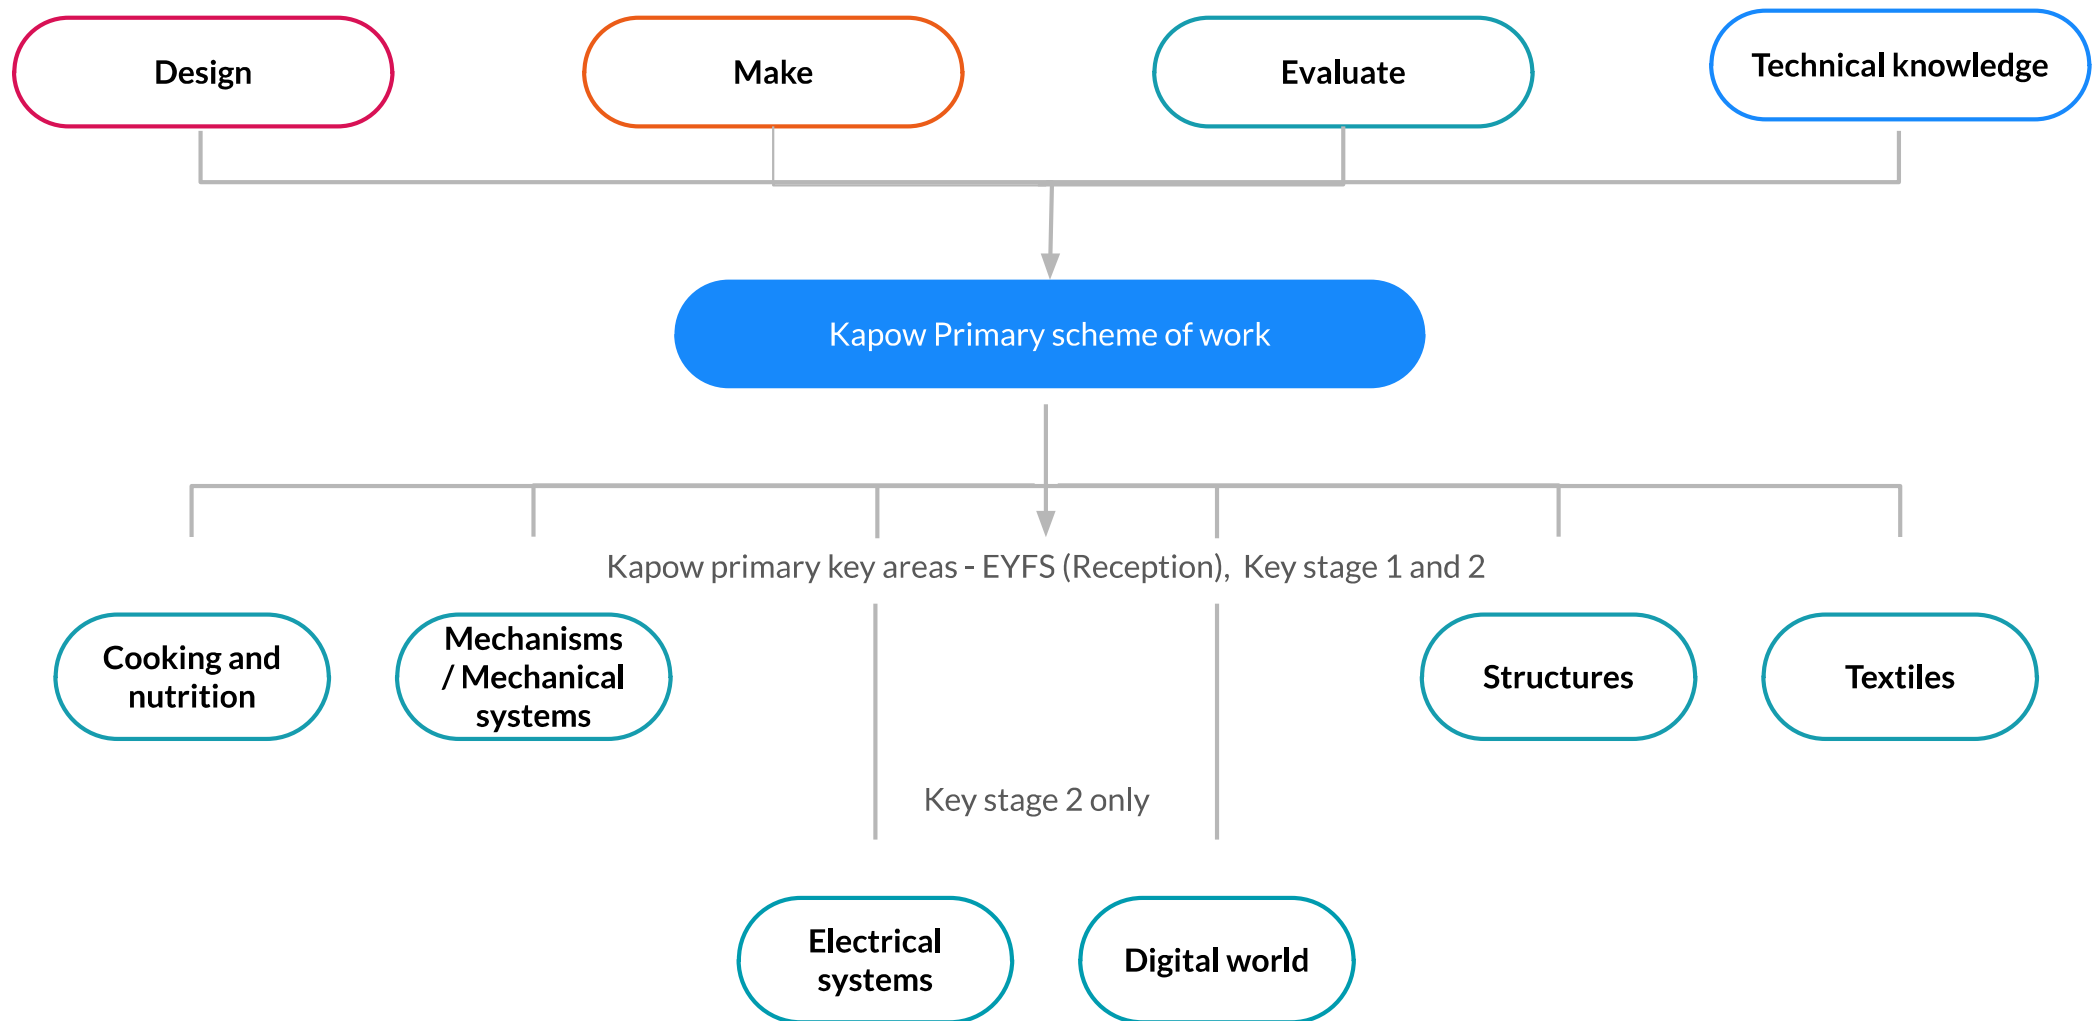 Design
Make
Evaluate
Technical knowledge
Kapow Primary scheme of work
Kapow primary key areas - EYFS (Reception), Key stage 1 and 2
Cooking and
nutrition
Mechanisms
/ Mechanical
systems
Structures
Textiles
Key stage 2 only
Electrical
systems
Digital world